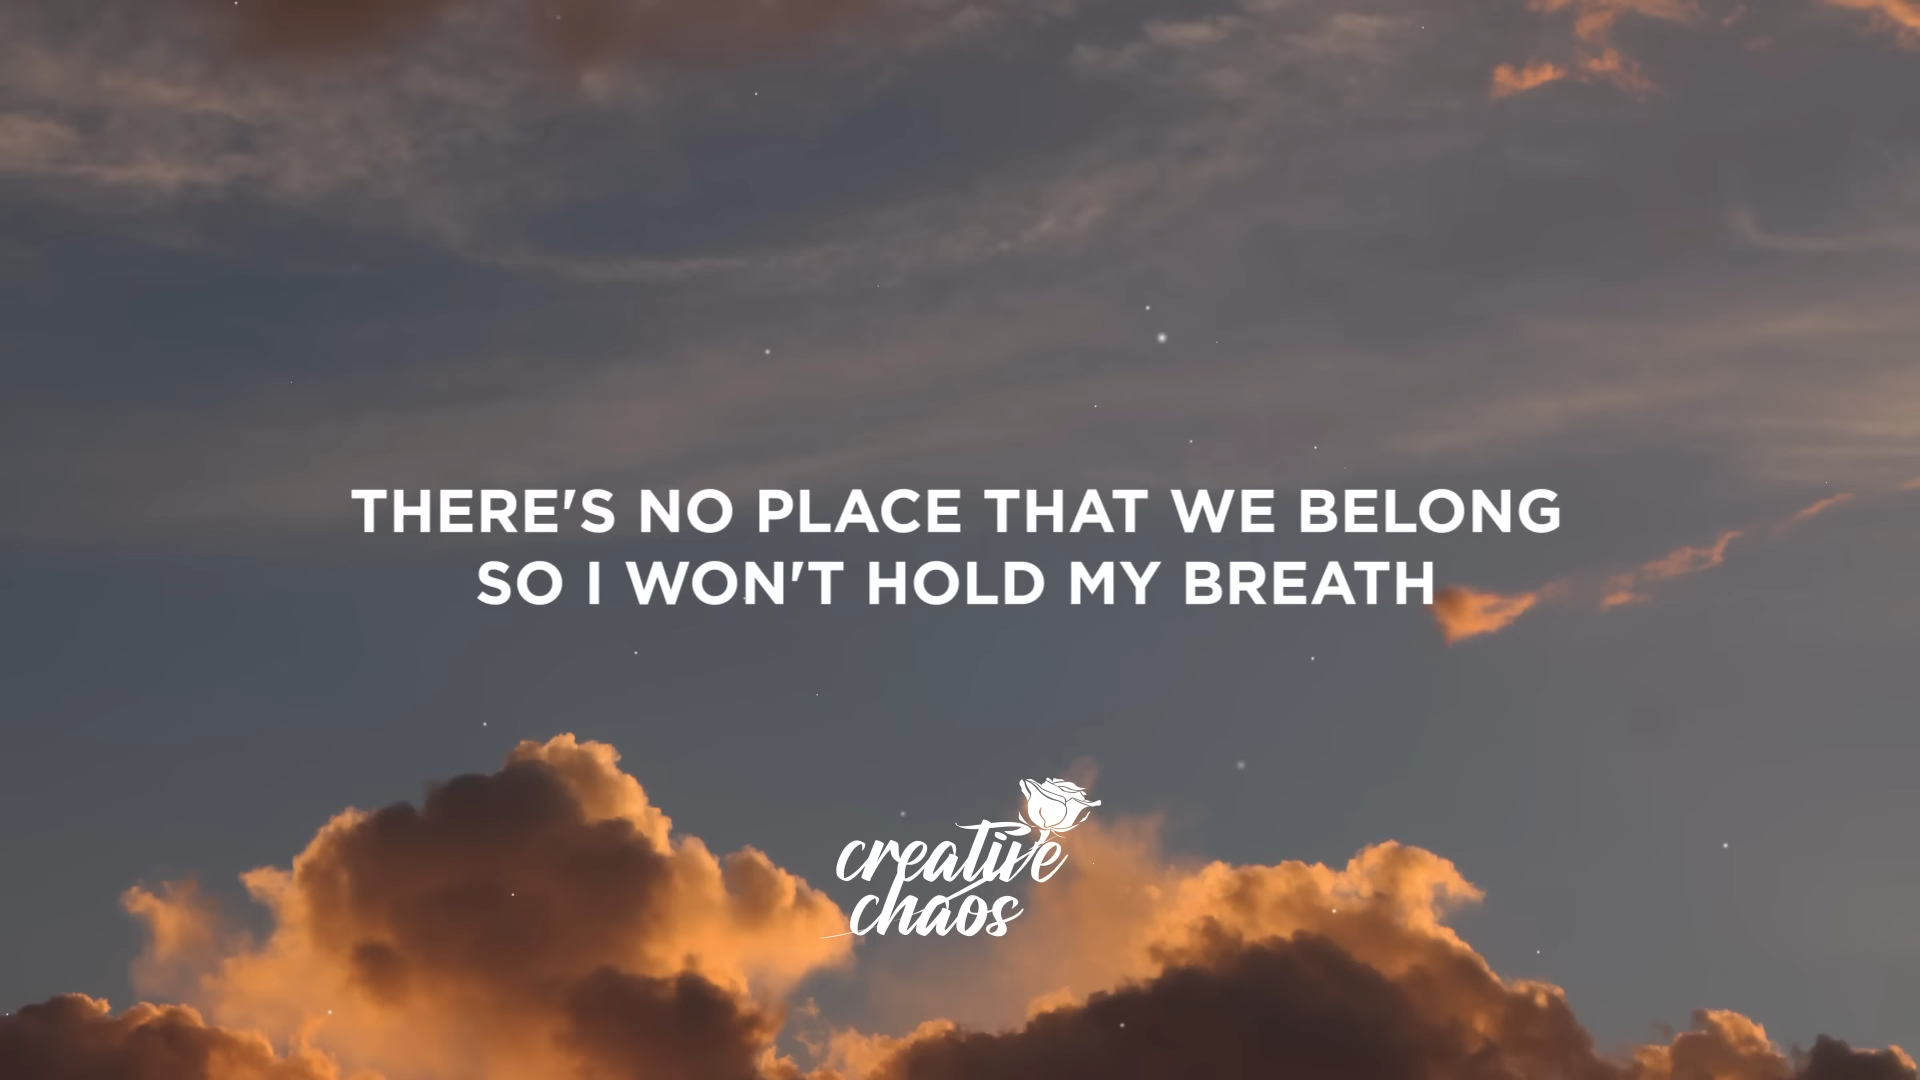 THERE'S NO PLACE THAT WE BELONG
SO I WON'T HOLD MY BREATH
creative
chaos